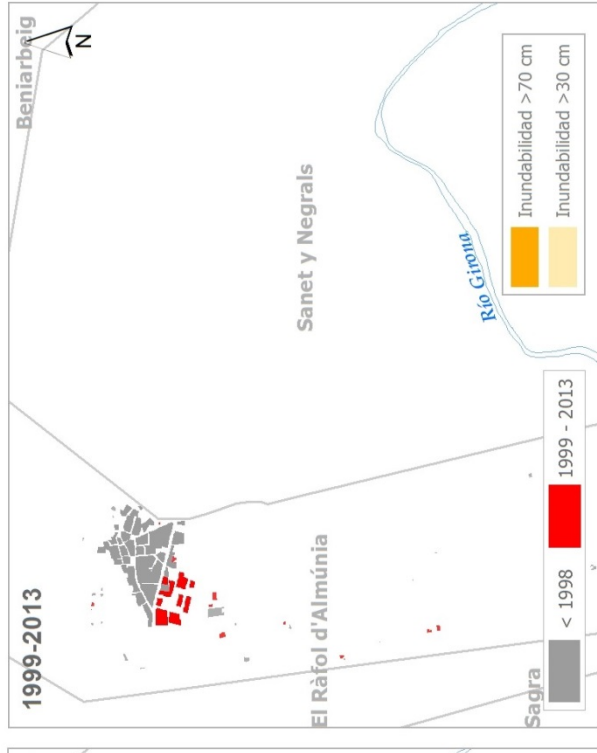 Beniarbeig
N
Sanet y Negrals
Río Girona
Inundabilidad >70 cm
Inundabilidad >30 cm
1999-2013
El Ràfol d'Almúnia
Sagra
< 1998
1999 - 2013